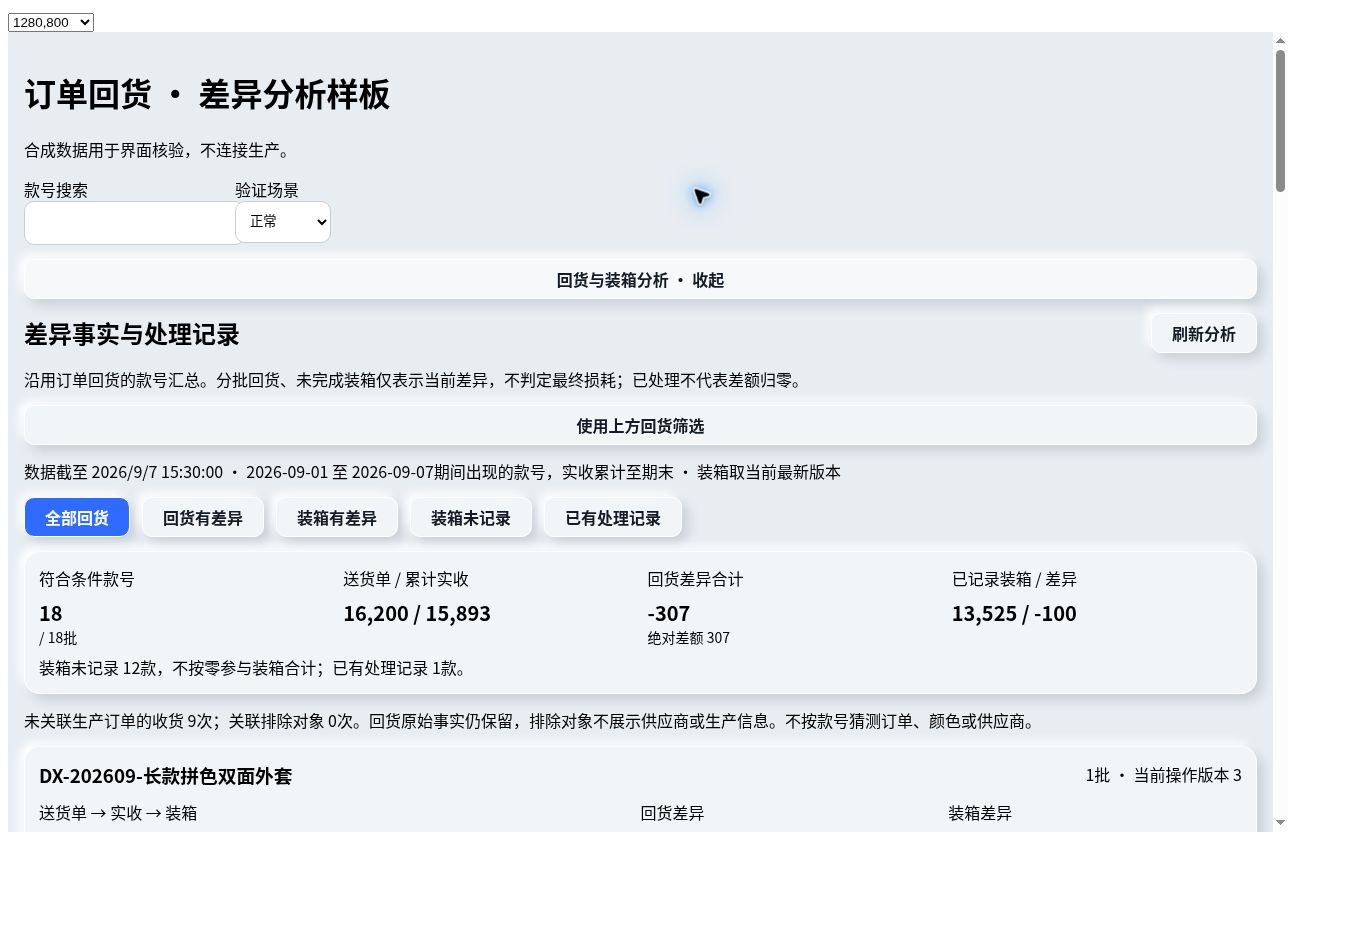 1280,800
订单回货 · 差异分析样板
合成数据用于界面核验，不连接生产。
款号搜索
验证场景
正常
回货与装箱分析 · 收起
差异事实与处理记录
刷新分析
沿用订单回货的款号汇总。分批回货、未完成装箱仅表示当前差异，不判定最终损耗；已处理不代表差额归零。
使用上方回货筛选
数据截至 2026/9/7 15:30:00 · 2026-09-01 至 2026-09-07期间出现的款号，实收累计至期末 · 装箱取当前最新版本
全部回货 回货有差异 装箱有差异 装箱未记录 已有处理记录
符合条件款号 送货单 / 累计实收 回货差异合计 已记录装箱 / 差异
18 16,200 / 15,893 -307 13,525 / -100
/ 18批 绝对差额 307
装箱未记录 12款，不按零参与装箱合计；已有处理记录 1款。
未关联生产订单的收货 9次；关联排除对象 0次。回货原始事实仍保留，排除对象不展示供应商或生产信息。不按款号猜测订单、颜色或供应商。
DX-202609-长款拼色双面外套 1批 · 当前操作版本 3
送货单 → 实收 → 装箱 回货差异 装箱差异